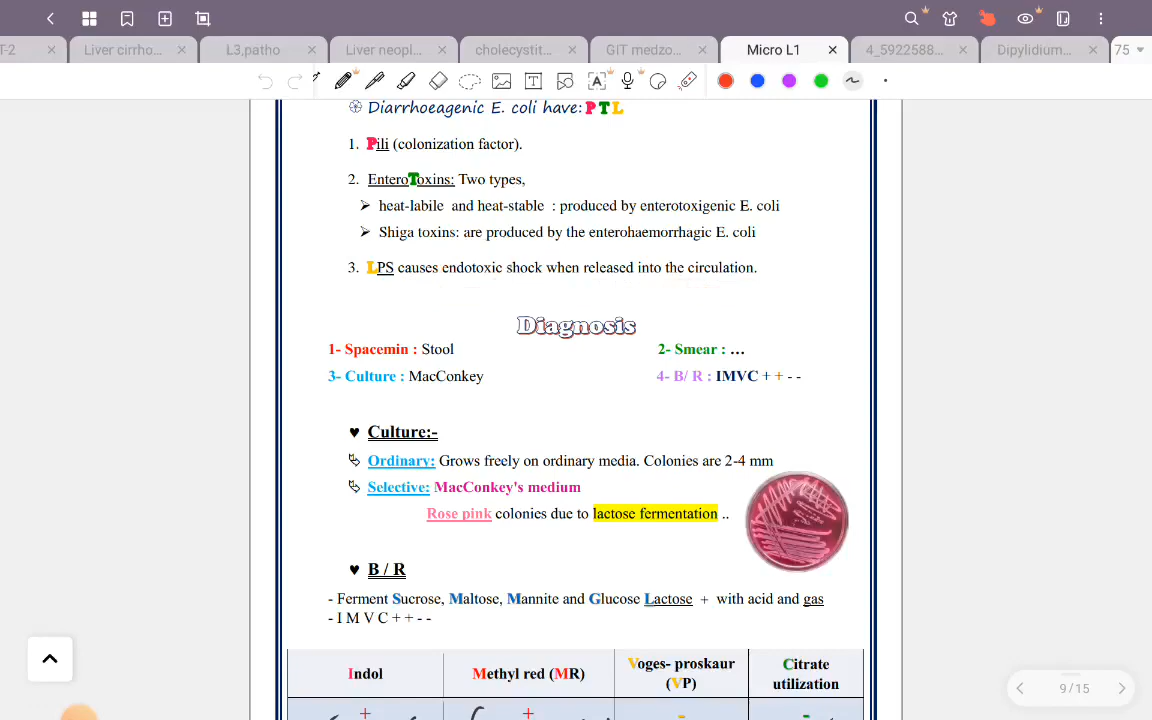 T-2
Liver cirrho...
L3,patho
Liver neopl...
cholecystit...
GIT medzo...
Micro L1
4_5922588...
Dipylidium...
75
Diarrhoeagenic E. coli have: PTL
1. Pili (colonization factor).
2. EnteroToxins: Two types,
➢ heat-labile and heat-stable : produced by enterotoxigenic E. coli
➢ Shiga toxins: are produced by the enterohaemorrhagic E. coli
3. LPS causes endotoxic shock when released into the circulation.
Diagnosis
1- Spacemin : Stool
2- Smear : ...
3- Culture : MacConkey
4- B/ R : IMVC + + - -
♥ Culture:-
Ordinary: Grows freely on ordinary media. Colonies are 2-4 mm
Selective: MacConkey's medium
Rose pink colonies due to lactose fermentation ..
♥ B / R
- Ferment Sucrose, Maltose, Mannite and Glucose Lactose + with acid and gas
- I M V C + + - -
Indol
Methyl red (MR)
Voges- proskaur (VP)
Citrate utilization
+
+
-
-
9/15